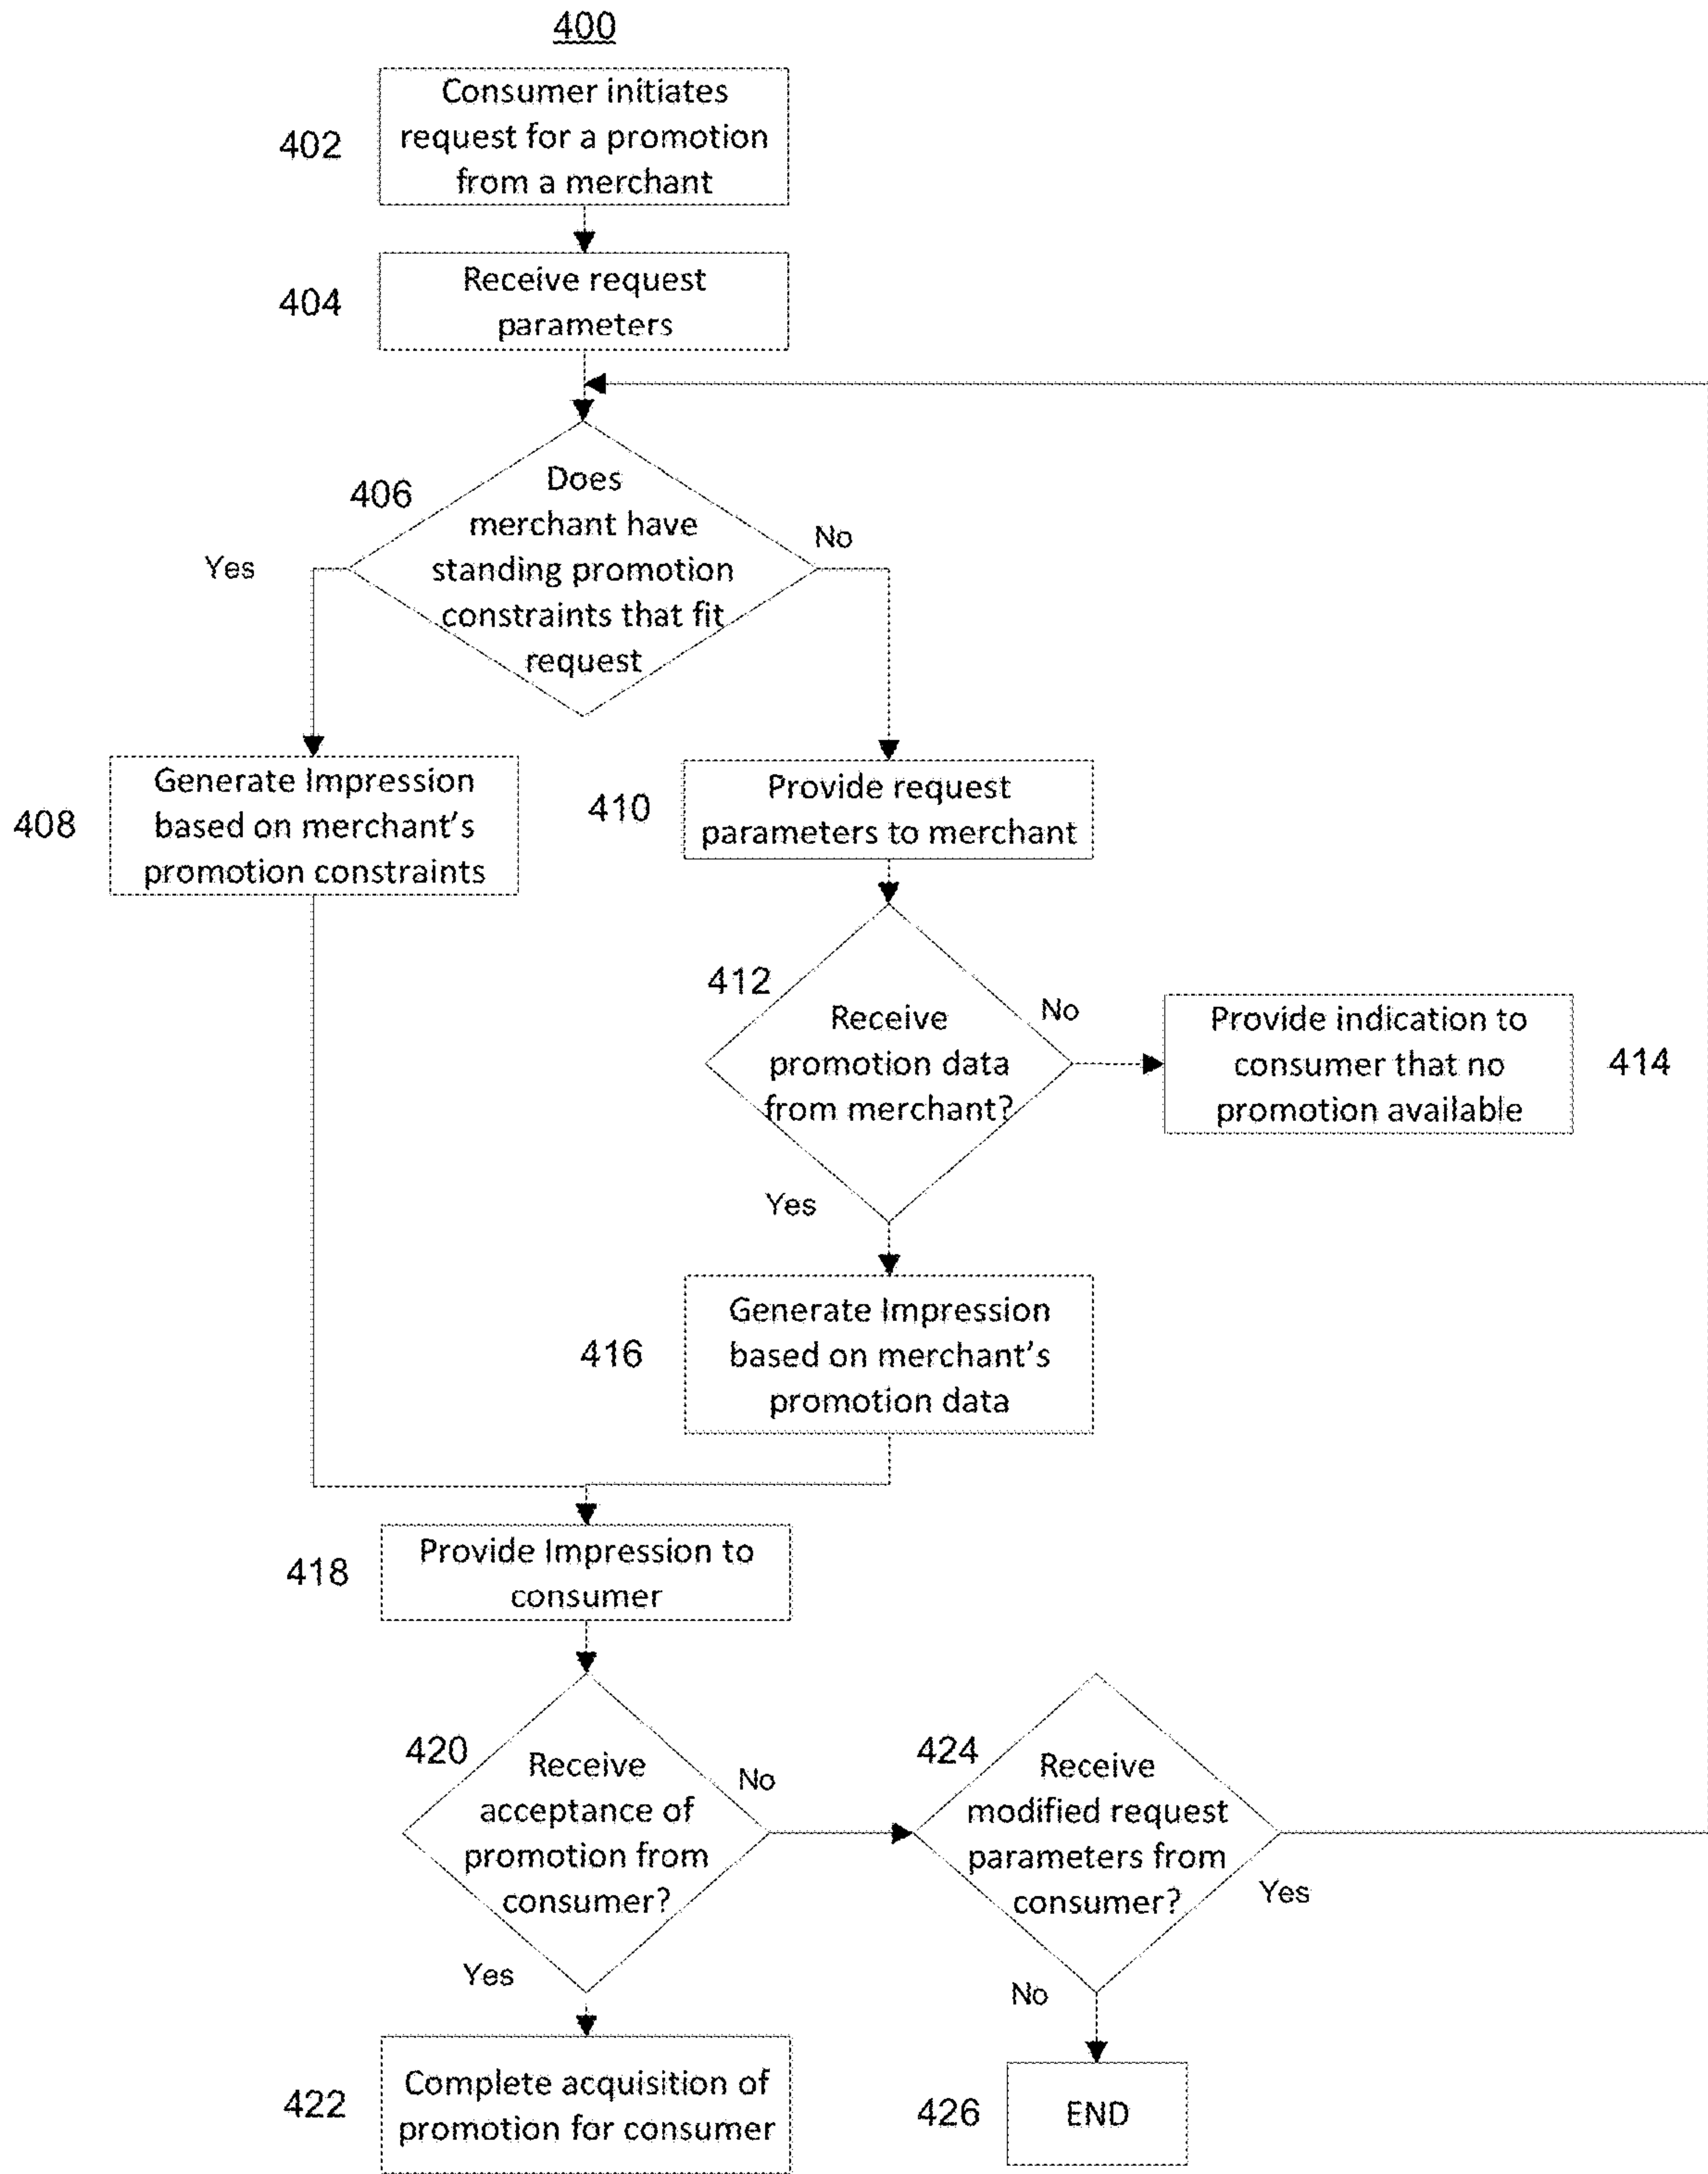 400
Consumer initiates
request for a promotion
from a merchant
402
Receive request
parameters
404
406
Does
merchant have
standing promotion
constraints that fit
request
Yes
No
Generate Impression
based on merchant's
promotion constraints
408
410
Provide request
parameters to merchant
412
Receive
promotion data
from merchant?
No
Provide indication to
consumer that no
promotion available
414
Yes
416
Generate Impression
based on merchant's
promotion data
418
Provide Impression to
consumer
420
Receive
acceptance of
promotion from
consumer?
No
424
Receive
modified request
parameters from
consumer?
Yes
Yes
No
422
Complete acquisition of
promotion for consumer
426
END